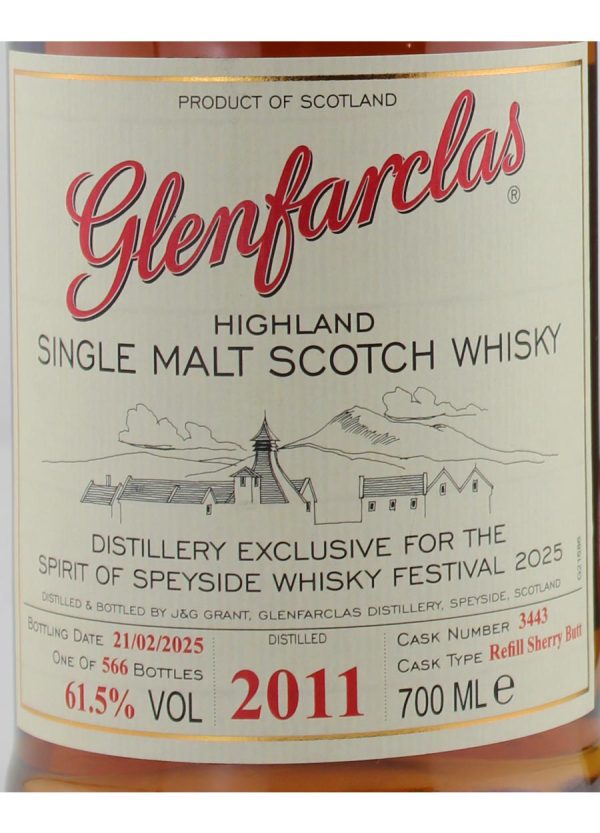 PRODUCT OF SCOTLAND
Glenfarclas®
HIGHLAND
SINGLE MALT SCOTCH WHISKY
DISTILLERY EXCLUSIVE FOR THE
SPIRIT OF SPEYSIDE WHISKY FESTIVAL 2025
G21586
DISTILLED & BOTTLED BY J&G GRANT, GLENFARCLAS DISTILLERY, SPEYSIDE, SCOTLAND
BOTTLING DATE 21/02/2025
ONE OF 566 BOTTLES
61.5% VOL
DISTILLED
2011
CASK NUMBER 3443
CASK TYPE Refill Sherry Butt
700 ML ℮